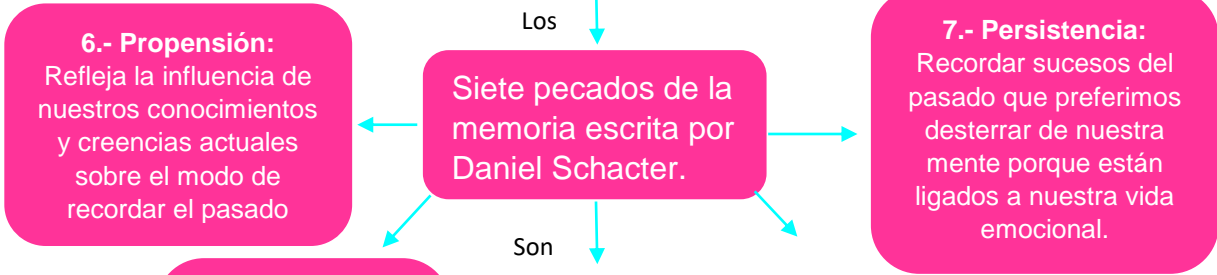 Los
6.- Propensión:
Refleja la influencia de
nuestros conocimientos
y creencias actuales
sobre el modo de
recordar el pasado
Siete pecados de la
memoria escrita por
Daniel Schacter.
7.- Persistencia:
Recordar sucesos del
pasado que preferimos
desterrar de nuestra
mente porque están
ligados a nuestra vida
emocional.
Son